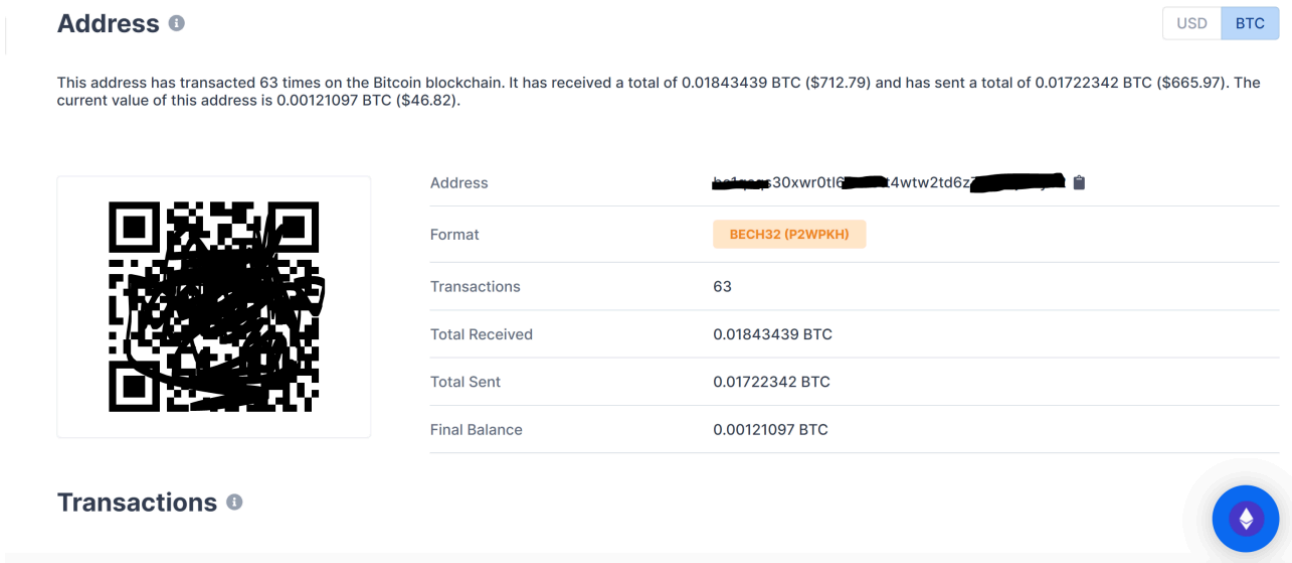 Address
USD BTC
This address has transacted 63 times on the Bitcoin blockchain. It has received a total of 0.01843439 BTC ($712.79) and has sent a total of 0.01722342 BTC ($665.97). The
current value of this address is 0.00121097 BTC ($46.82).
Address
Format BECH32 (P2WPKH)
Transactions 63
Total Received 0.01843439 BTC
Total Sent 0.01722342 BTC
Final Balance 0.00121097 BTC
Transactions